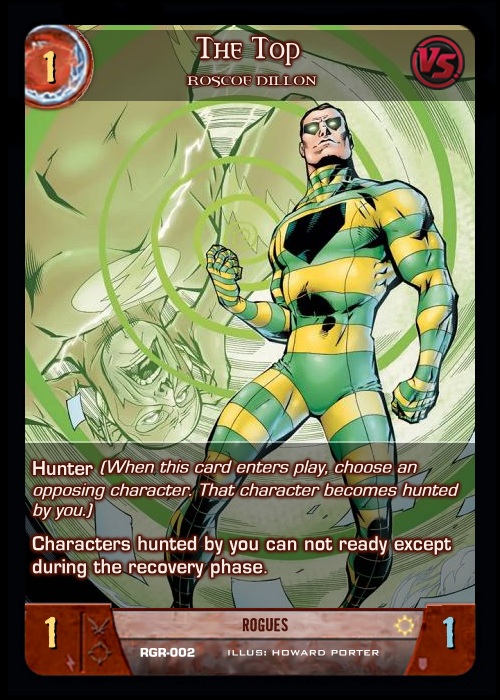 1
The Top
VS.
Roscoe Dillon
Hunter (When this card enters play, choose an
opposing character. That character becomes hunted
by you.)
Characters hunted by you can not ready except
during the recovery phase.
1
ROGUES
1
RGR-002 ILLUS: HOWARD PORTER